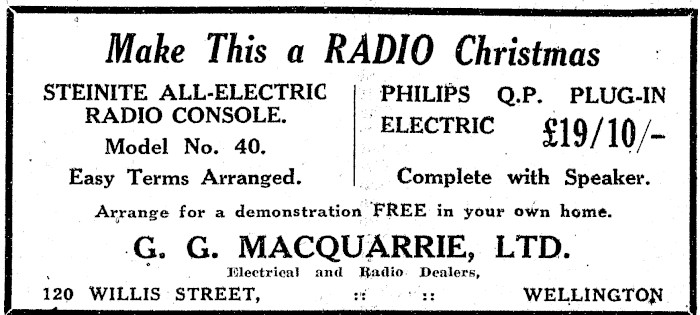 Make This a RADIO Christmas
STEINITE ALL-ELECTRIC
RADIO CONSOLE.
Model No. 40.
Easy Terms Arranged.
PHILIPS Q.P. PLUG-IN
ELECTRIC £19/10/-
Complete with Speaker.
Arrange for a demonstration FREE in your own home.
G. G. MACQUARRIE, LTD.
Electrical and Radio Dealers,
120 WILLIS STREET, :: :: WELLINGTON